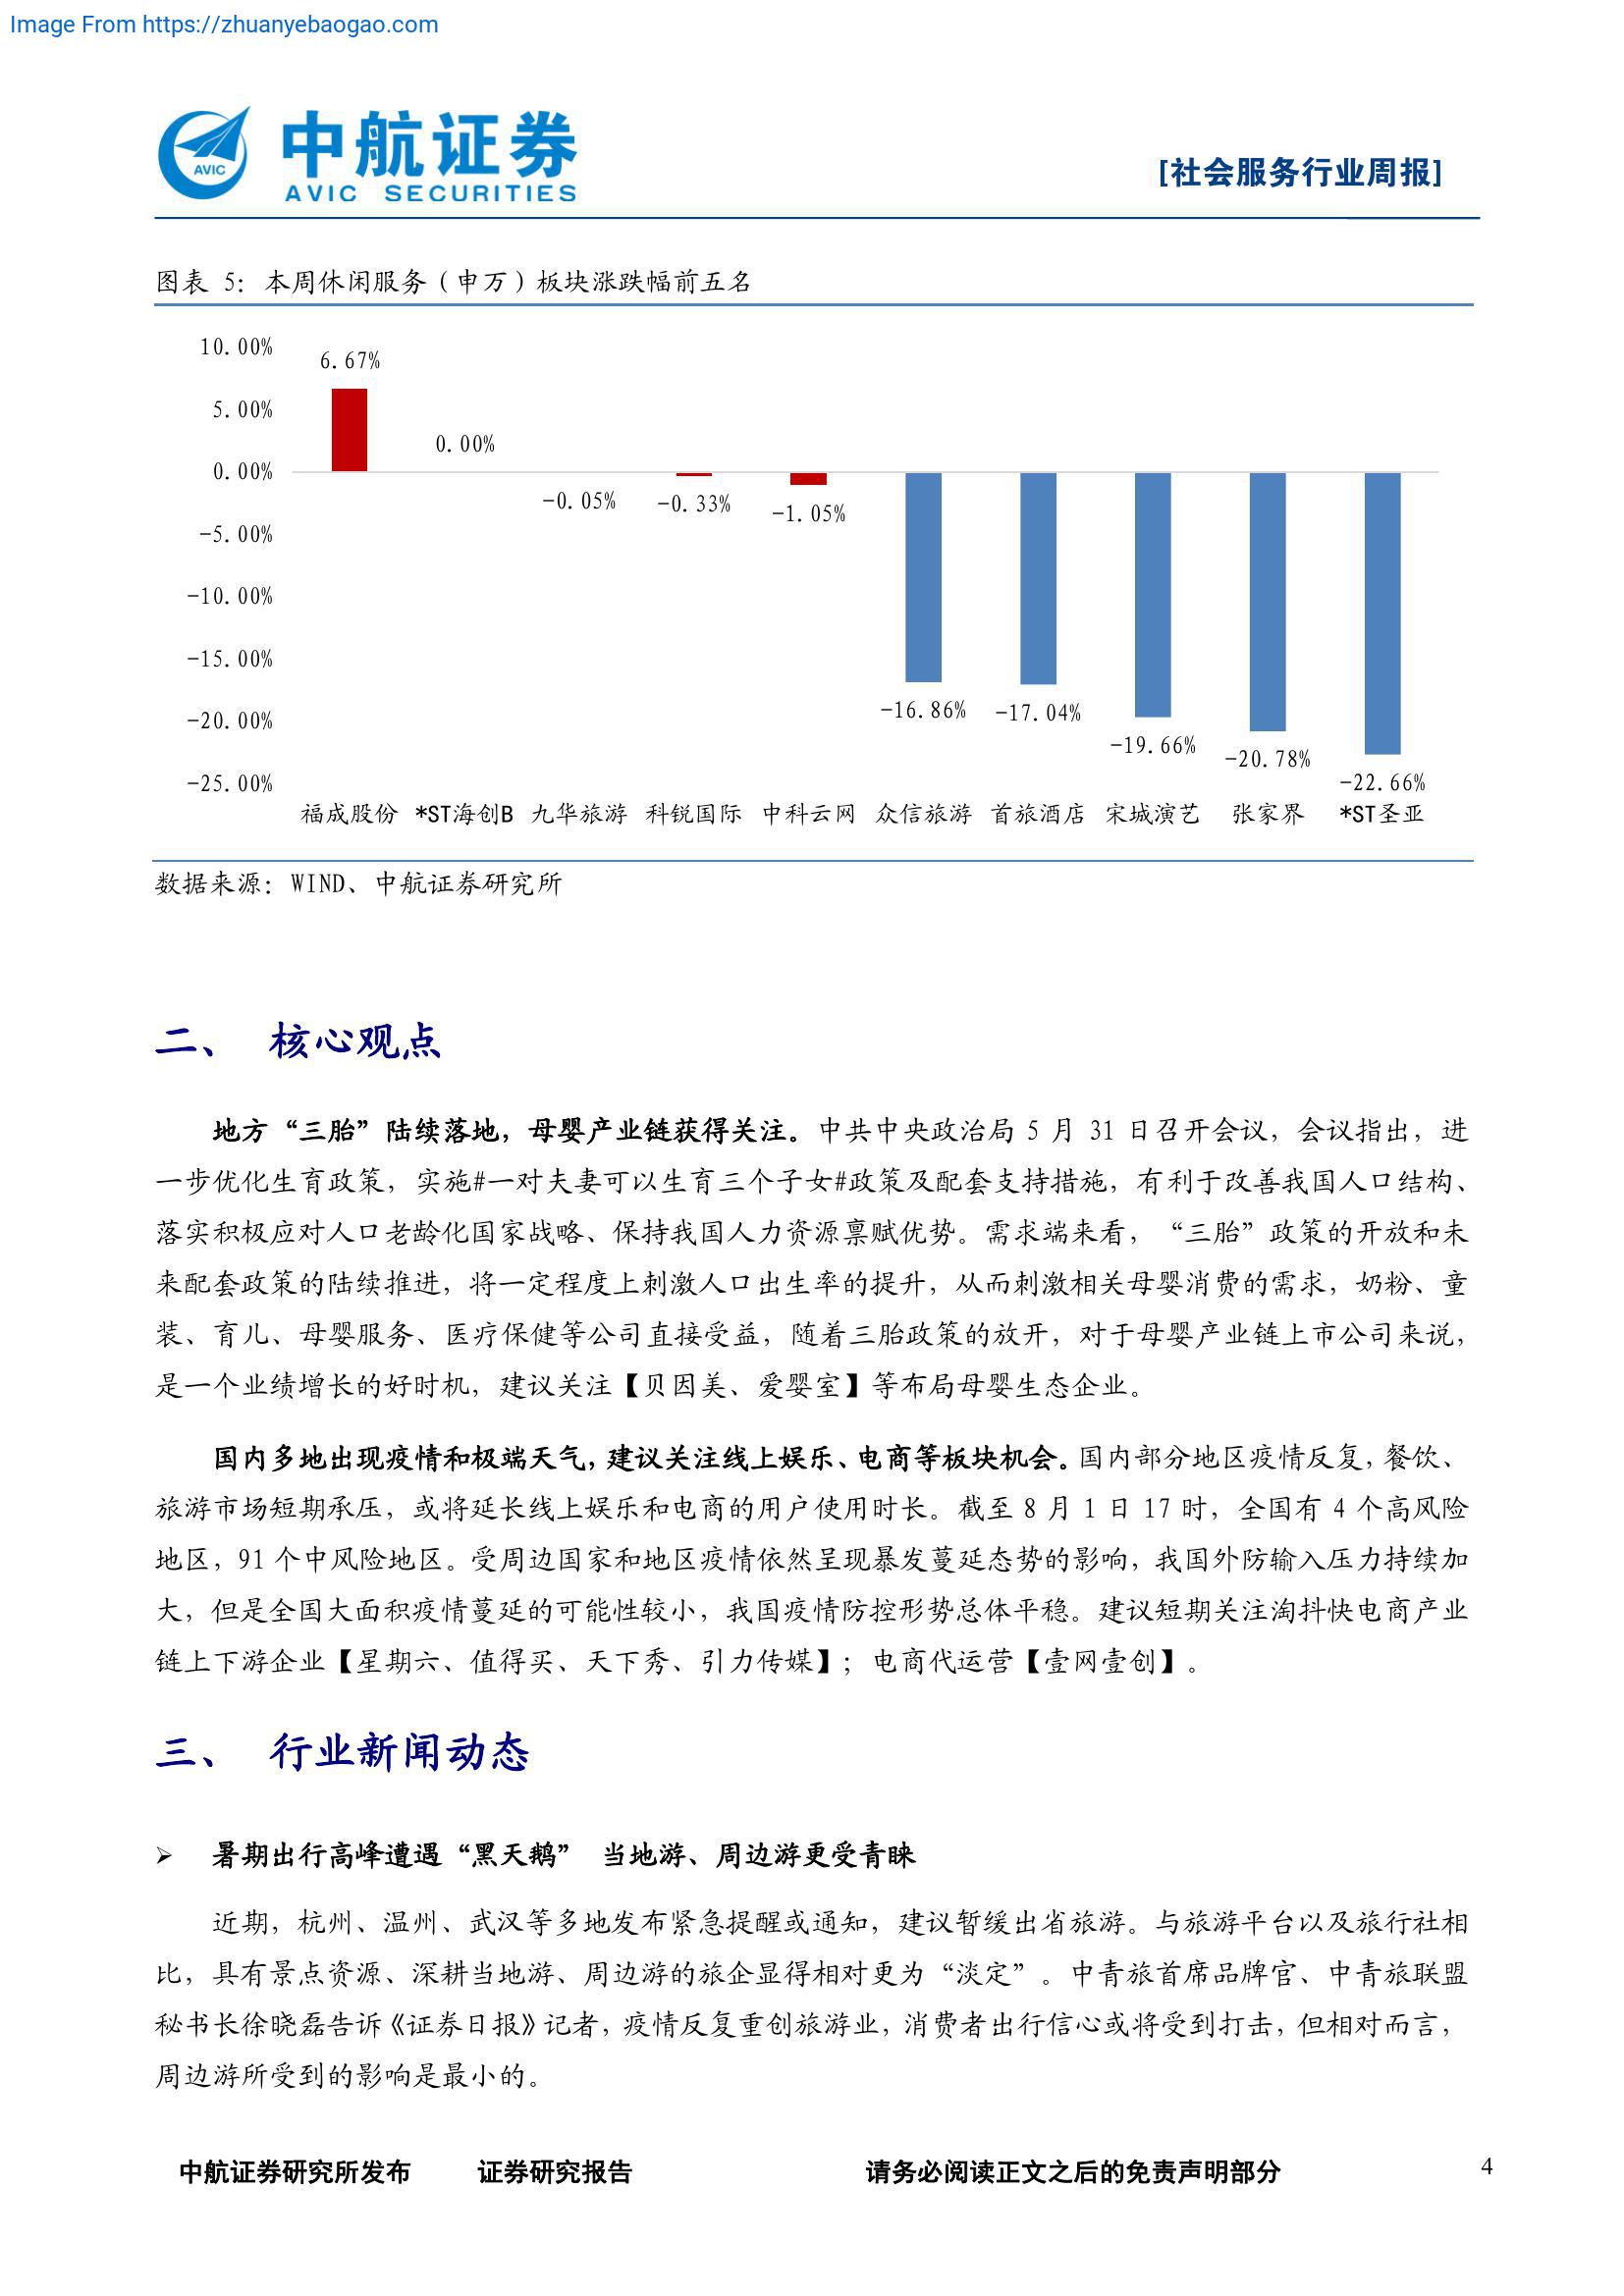 Image From https://zhuanyebaogao.com
AVIC
中航证券
AVIC SECURITIES
[社会服务行业周报]
图表 5：本周休闲服务（申万）板块涨跌幅前五名
10.00%
5.00%
0.00%
-5.00%
-10.00%
-15.00%
-20.00%
-25.00%
6.67%
0.00%
-0.05%
-0.33%
-1.05%
-16.86%
-17.04%
-19.66%
-20.78%
-22.66%
福成股份 *ST海创B 九华旅游 科锐国际 中科云网 众信旅游 首旅酒店 宋城演艺 张家界 *ST圣亚
数据来源：WIND、中航证券研究所
二、 核心观点
地方“三胎”陆续落地，母婴产业链获得关注。中共中央政治局 5 月 31 日召开会议，会议指出，进
一步优化生育政策，实施#一对夫妻可以生育三个子女#政策及配套支持措施，有利于改善我国人口结构、
落实积极应对人口老龄化国家战略、保持我国人力资源禀赋优势。需求端来看，“三胎”政策的开放和未
来配套政策的陆续推进，将一定程度上刺激人口出生率的提升，从而刺激相关母婴消费的需求，奶粉、童
装、育儿、母婴服务、医疗保健等公司直接受益，随着三胎政策的放开，对于母婴产业链上市公司来说，
是一个业绩增长的好时机，建议关注【贝因美、爱婴室】等布局母婴生态企业。
国内多地出现疫情和极端天气，建议关注线上娱乐、电商等板块机会。国内部分地区疫情反复，餐饮、
旅游市场短期承压，或将延长线上娱乐和电商的用户使用时长。截至 8 月 1 日 17 时，全国有 4 个高风险
地区，91 个中风险地区。受周边国家和地区疫情依然呈现暴发蔓延态势的影响，我国外防输入压力持续加
大，但是全国大面积疫情蔓延的可能性较小，我国疫情防控形势总体平稳。建议短期关注淘抖快电商产业
链上下游企业【星期六、值得买、天下秀、引力传媒】；电商代运营【壹网壹创】。
三、 行业新闻动态
➢ 暑期出行高峰遭遇“黑天鹅” 当地游、周边游更受青睐
近期，杭州、温州、武汉等多地发布紧急提醒或通知，建议暂缓出省旅游。与旅游平台以及旅行社相
比，具有景点资源、深耕当地游、周边游的旅企显得相对更为“淡定”。中青旅首席品牌官、中青旅联盟
秘书长徐晓磊告诉《证券日报》记者，疫情反复重创旅游业，消费者出行信心或将受到打击，但相对而言，
周边游所受到的影响是最小的。
中航证券研究所发布 证券研究报告 请务必阅读正文之后的免责声明部分 4